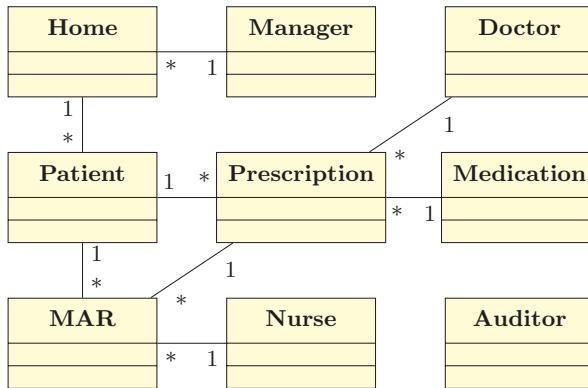 Home Manager Doctor
* 1
1 1
* *
Patient Prescription Medication
1 *
* 1
1 1
* *
MAR Nurse Auditor
* 1